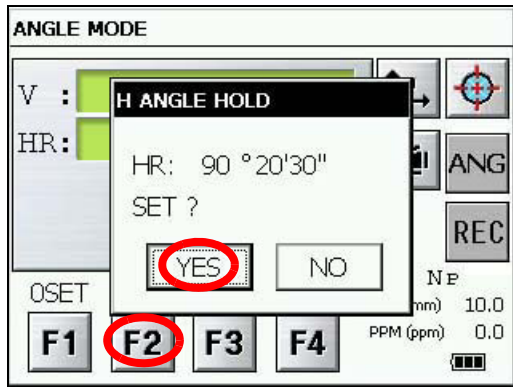 ANGLE MODE
V :
H ANGLE HOLD
HR:
HR: 90 °20'30"
ANG
SET ?
REC
YES NO
0SET
N P
(mm) 10.0
F1 F2 F3 F4
PPM (ppm) 0.0